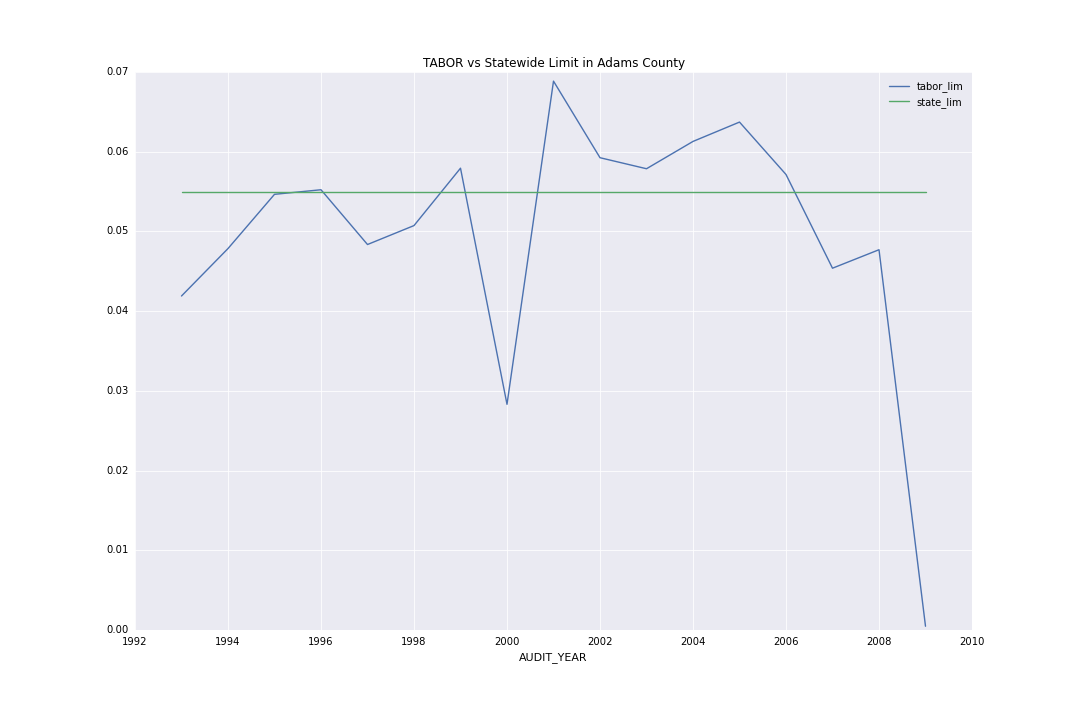 TABOR vs Statewide Limit in Adams County
0.07
0.06
0.05
0.04
0.03
0.02
0.01
0.00
tabor_lim
state_lim
1992 1994 1996 1998 2000 2002 2004 2006 2008 2010
AUDIT_YEAR